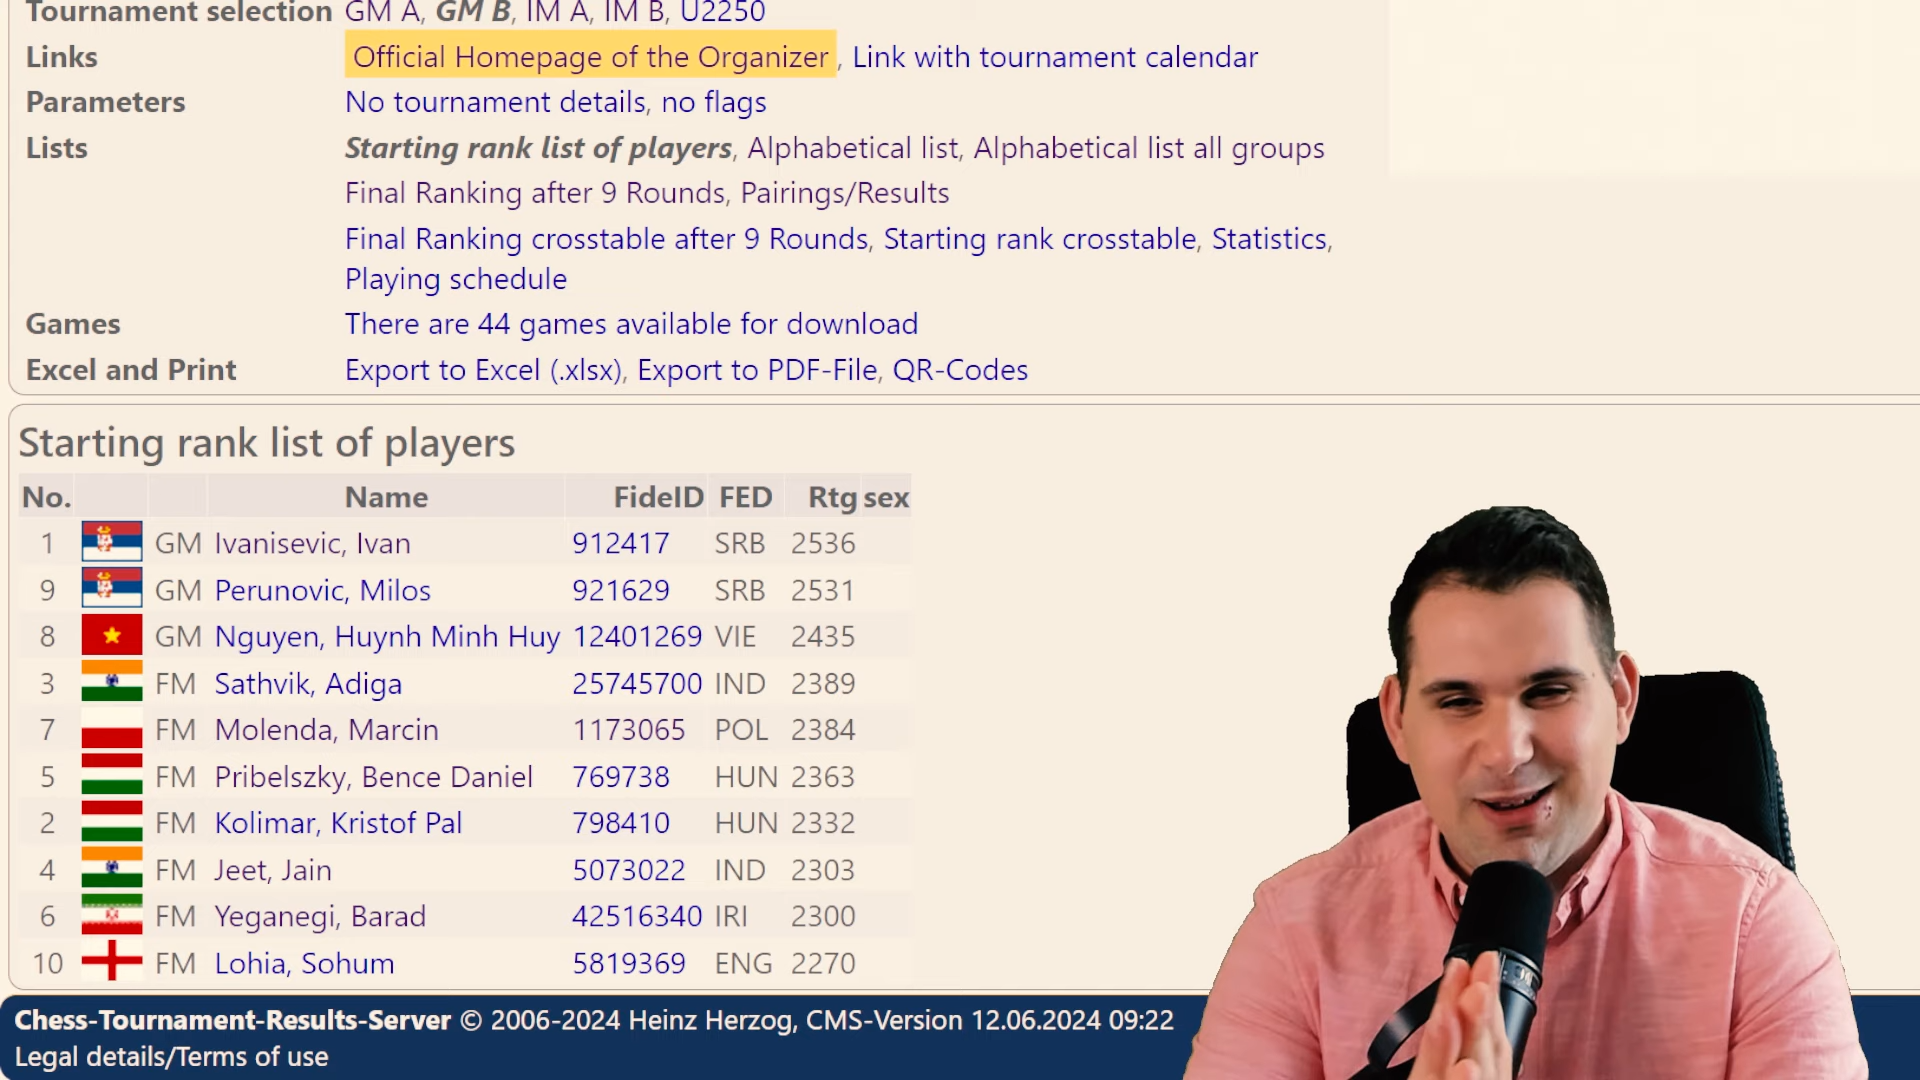 Tournament selection GM A, GM B, IM A, IM B, U2250
Links Official Homepage of the Organizer, Link with tournament calendar
Parameters No tournament details, no flags
Lists Starting rank list of players, Alphabetical list, Alphabetical list all groups
Final Ranking after 9 Rounds, Pairings/Results
Final Ranking crosstable after 9 Rounds, Starting rank crosstable, Statistics,
Playing schedule
Games There are 44 games available for download
Excel and Print Export to Excel (.xlsx), Export to PDF-File, QR-Codes
Starting rank list of players
No. Name FideID FED Rtg sex
1 GM Ivanisevic, Ivan 912417 SRB 2536
9 GM Perunovic, Milos 921629 SRB 2531
8 GM Nguyen, Huynh Minh Huy 12401269 VIE 2435
3 FM Sathvik, Adiga 25745700 IND 2389
7 FM Molenda, Marcin 1173065 POL 2384
5 FM Pribelszky, Bence Daniel 769738 HUN 2363
2 FM Kolimar, Kristof Pal 798410 HUN 2332
4 FM Jeet, Jain 5073022 IND 2303
6 FM Yeganegi, Barad 42516340 IRI 2300
10 FM Lohia, Sohum 5819369 ENG 2270
Chess-Tournament-Results-Server © 2006-2024 Heinz Herzog, CMS-Version 12.06.2024 09:22
Legal details/Terms of use